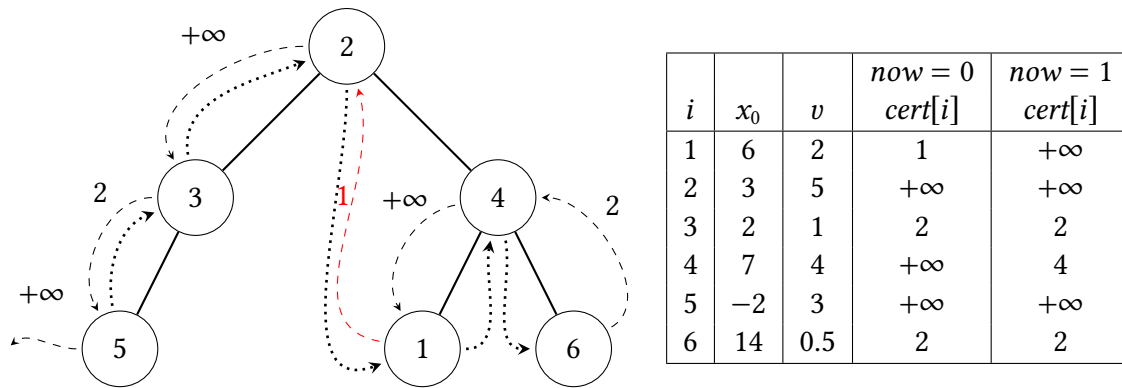 +∞
2
3
2
1
+∞
4
2
+∞
5
1
6
now = 0 now = 1
i x₀ v cert[i] cert[i]
1 6 2 1 +∞
2 3 5 +∞ +∞
3 2 1 2 2
4 7 4 +∞ 4
5 −2 3 +∞ +∞
6 14 0.5 2 2